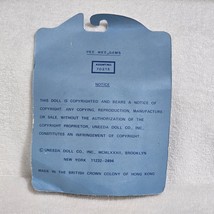 NOTICE
THIS DOLL IS COPYRIGHTED AND BEARS A NOTICE OF
COPYRIGHT. ANY COPYING, REPRODUCTION, MANUFACTURE
OR SALE WITHOUT THE AUTHORIZATION OF THE
COPYRIGHT PROPRIETOR, UNEEDA DOLL CO., INC.,
CONSTITUTES AN INFRINGEMENT OF COPYRIGHT.
UNEEDA DOLL CO., INC. MCMLXXXII, BROOKLYN
NEW YORK
MADE IN THE BRITISH CROWN COLONY OF HONG KONG